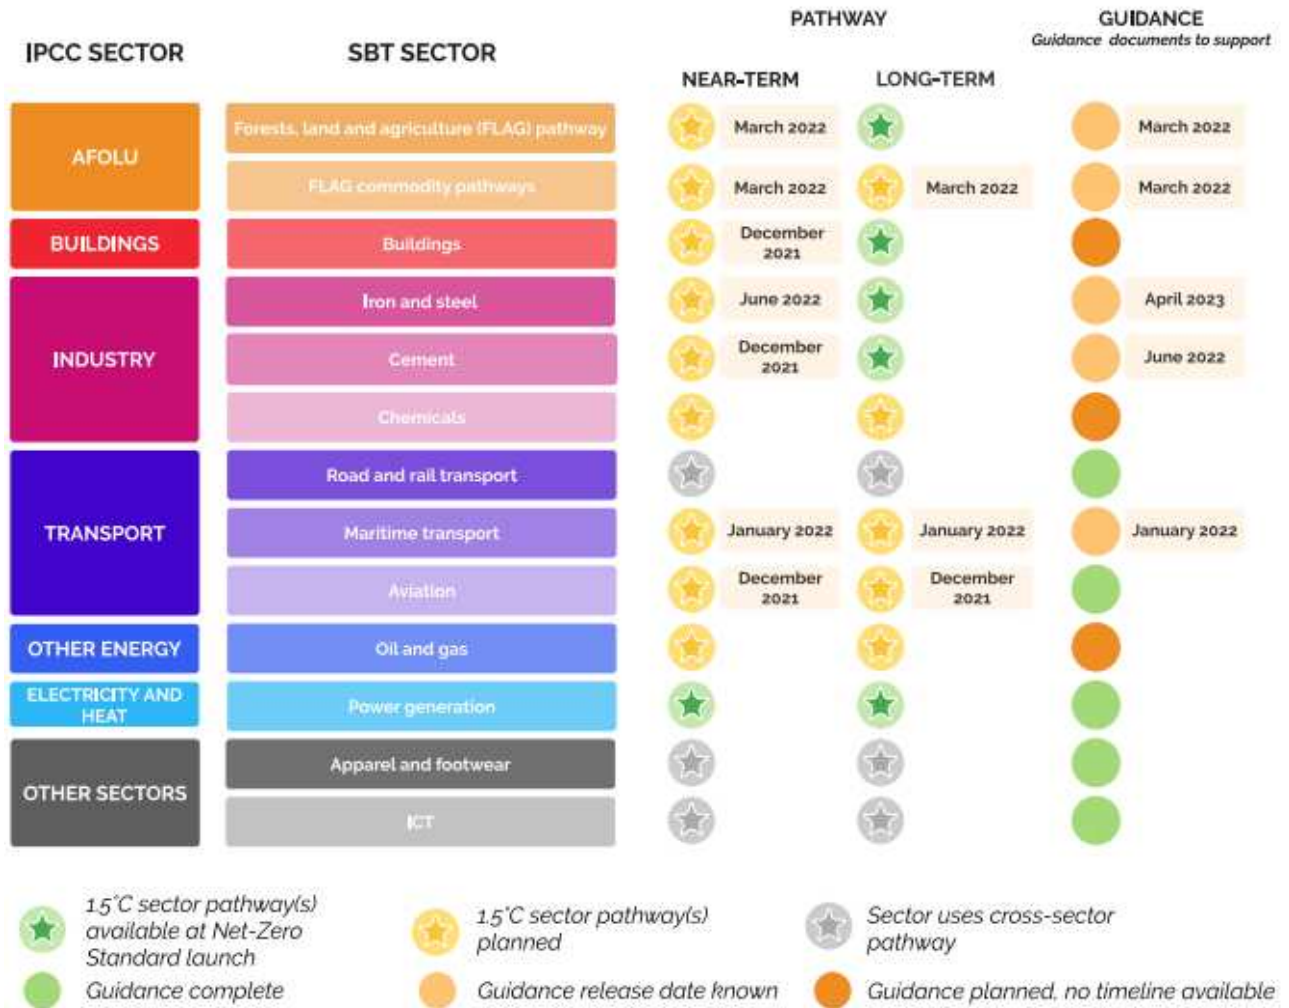 PATHWAY
GUIDANCE
Guidance documents to support
IPCC SECTOR
SBT SECTOR
NEAR-TERM
LONG-TERM
AFOLU
Forests, land and agriculture (FLAG) pathway
March 2022
March 2022
FLAG commodity pathways
March 2022
March 2022
March 2022
BUILDINGS
Buildings
December
2021
INDUSTRY
Iron and steel
June 2022
April 2023
Cement
December
2021
June 2022
Chemicals
TRANSPORT
Road and rail transport
Maritime transport
January 2022
January 2022
January 2022
Aviation
December
2021
December
2021
OTHER ENERGY
Oil and gas
ELECTRICITY AND
HEAT
Power generation
OTHER SECTORS
Apparel and footwear
ICT
1.5°C sector pathway(s)
available at Net-Zero
Standard launch
1.5°C sector pathway(s)
planned
Sector uses cross-sector
pathway
Guidance complete
Guidance release date known
Guidance planned, no timeline available